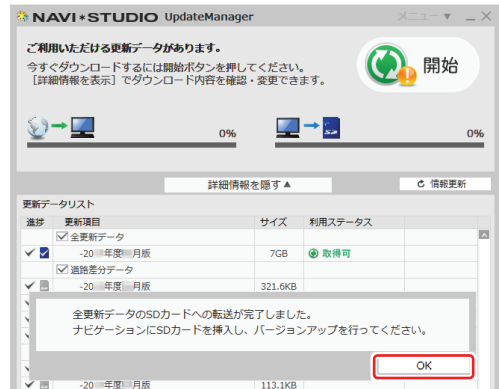 NAVI*STUDIO UpdateManager
メニュー ▼
ご利用いただける更新データがあります。
今すぐダウンロードするには開始ボタンを押してください。
[詳細情報を表示] でダウンロード内容を確認・変更できます。
開始
0%
0%
詳細情報を隠す▲
情報更新
更新データリスト
進捗 更新項目 サイズ 利用ステータス
全更新データ
-20 年度 月版 7GB 取得可
道路差分データ
-20 年度 月版 321.6KB
全更新データのSDカードへの転送が完了しました。
ナビゲーションにSDカードを挿入し、バージョンアップを行ってください。
OK
-20 年度 月版 113.1KB